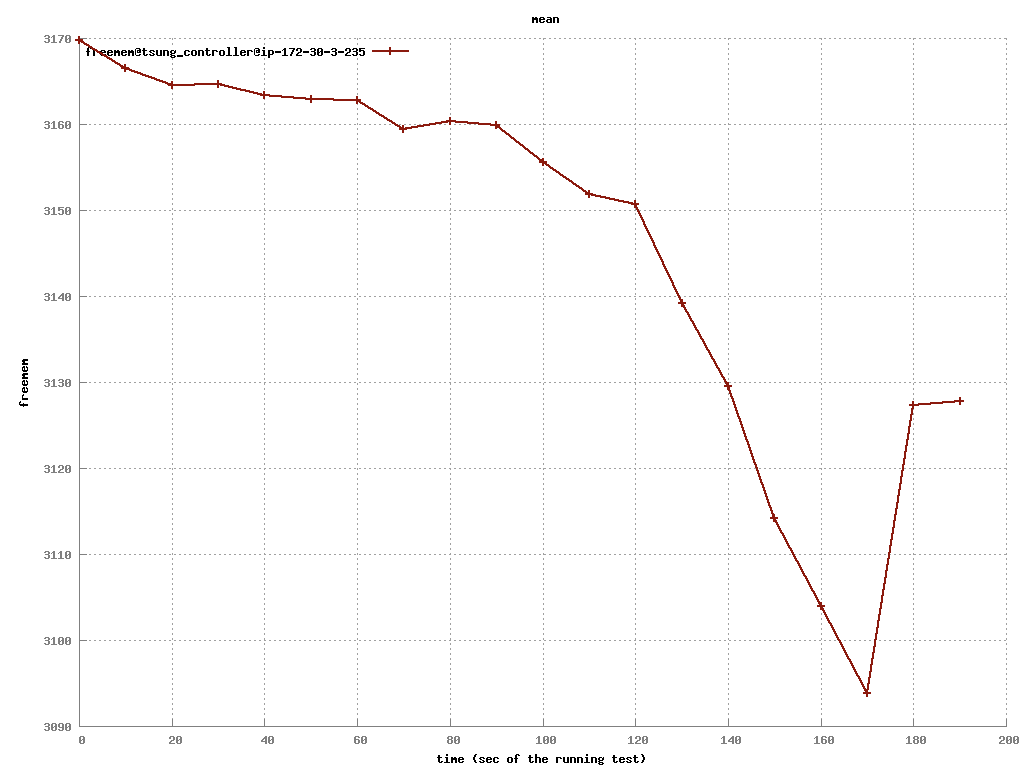 mean
freemem@tsung_controller@ip-172-30-3-235
3170
3160
3150
3140
3130
3120
3110
3100
3090
freemem
0 20 40 60 80 100 120 140 160 180 200
time (sec of the running test)